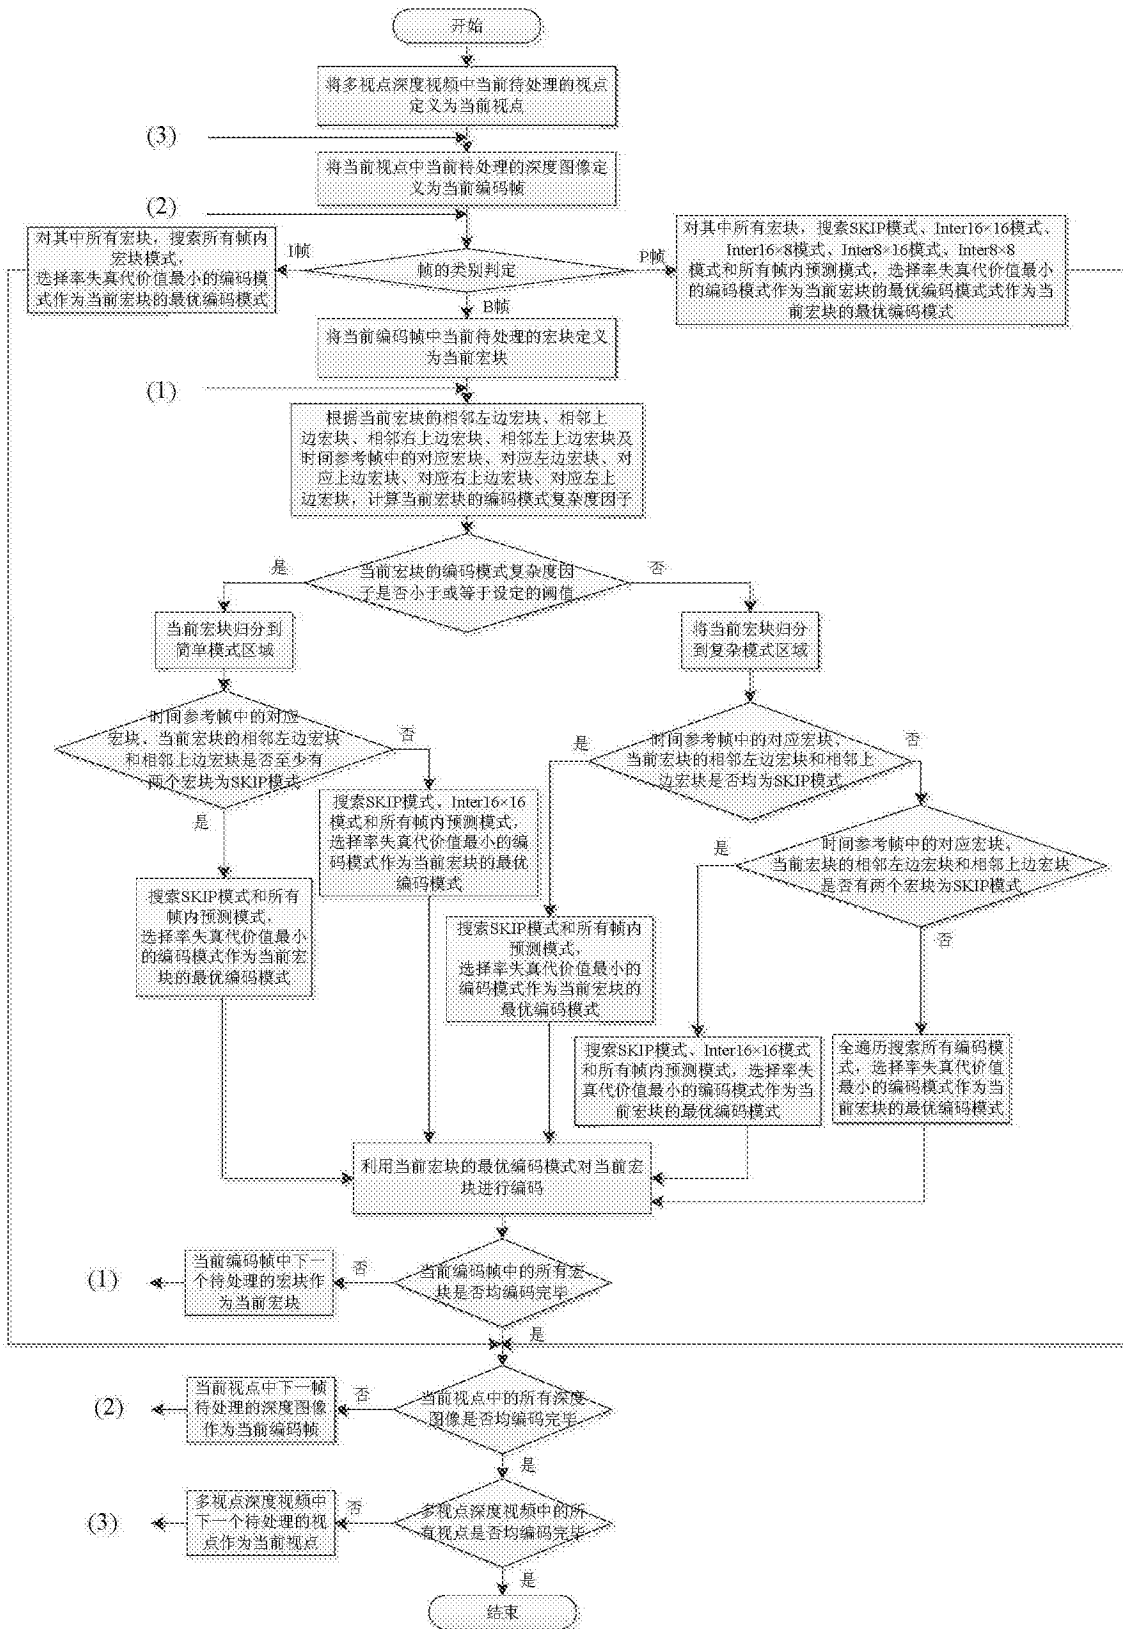 开始
将多视点深度视频中当前待处理的视点
定义为当前视点
(3)
将当前视点中当前待处理的深度图像定
义为当前编码帧
(2)
对其中所有宏块，搜索所有帧内
宏块模式，
选择率失真代价值最小的编码模
式作为当前宏块的最优编码模式
I帧
帧的类别判定
P帧
对其中所有宏块，搜索SKIP模式、Inter16×16模式、
Inter16×8模式、Inter8×16模式、Inter8×8
模式和所有帧内预测模式，选择率失真代价值最小
的编码模式作为当前宏块的最优编码模式式作为当
前宏块的最优编码模式
B帧
将当前编码帧中当前待处理的宏块定义
为当前宏块
(1)
根据当前宏块的相邻左边宏块、相邻上
边宏块、相邻右上边宏块、相邻左上边宏块及
时间参考帧中的对应宏块、对应左边宏块、对
应上边宏块、对应右上边宏块、对应左上
边宏块，计算当前宏块的编码模式复杂度因子
是
当前宏块的编码模式复杂度因
子是否小于或等于设定的阈值
否
当前宏块归分到
简单模式区域
将当前宏块归分
到复杂模式区域
时间参考帧中的对应
宏块、当前宏块的相邻左边宏块
和相邻上边宏块是否至少有
两个宏块为SKIP模式
否
是
是
时间参考帧中的对应宏块、
当前宏块的相邻左边宏块和相邻上
边宏块是否均为SKIP模式
否
搜索SKIP模式、Inter16×16
模式和所有帧内预测模式，
选择率失真代价值最小的编
码模式作为当前宏块的最优
编码模式
是
时间参考帧中的对应宏块、
当前宏块的相邻左边宏块和相邻上边宏块
是否有两个宏块为SKIP模式
否
搜索SKIP模式和所有
帧内预测模式，
选择率失真代价值最小
的编码模式作为当前宏
块的最优编码模式
搜索SKIP模式和所有帧内
预测模式，
选择率失真代价值最小的
编码模式作为当前宏块的
最优编码模式
搜索SKIP模式、Inter16×16模式
和所有帧内预测模式，选择率失
真代价值最小的编码模式作为当
前宏块的最优编码模式
全遍历搜索所有编码模
式，选择率失真代价值
最小的编码模式作为当
前宏块的最优编码模式
利用当前宏块的最优编码模式对当前宏
块进行编码
(1)
当前编码帧中下一
个待处理的宏块作
为当前宏块
否
当前编码帧中的所有宏
块是否均编码完毕
是
(2)
当前视点中下一帧
待处理的深度图像
作为当前编码帧
否
当前视点中的所有深度
图像是否均编码完毕
是
(3)
多视点深度视频中
下一个待处理的视
点作为当前视点
否
多视点深度视频中的所
有视点是否均编码完毕
是
结束